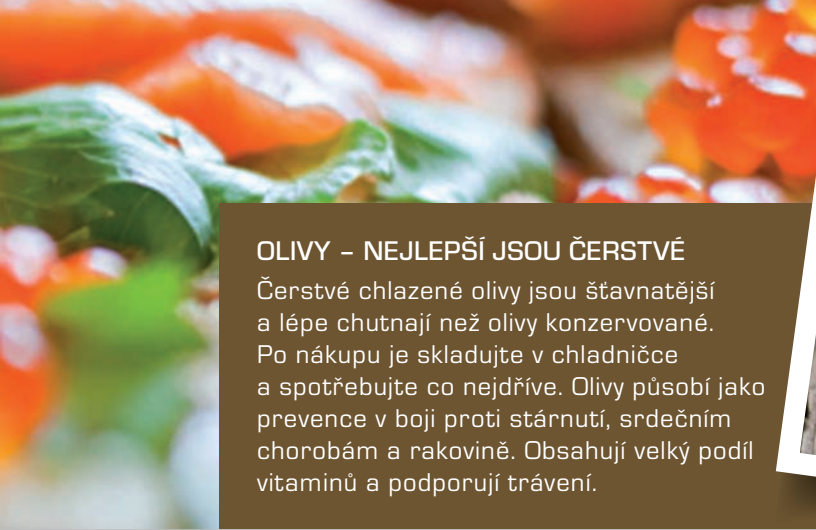 OLIVY – NEJLEPŠÍ JSOU ČERSTVÉ
Čerstvé chlazené olivy jsou šťavnatější
a lépe chutnají než olivy konzervované.
Po nákupu je skladujte v chladničce
a spotřebujte co nejdříve. Olivy působí jako
prevence v boji proti stárnutí, srdečním
chorobám a rakovině. Obsahují velký podíl
vitaminů a podporují trávení.